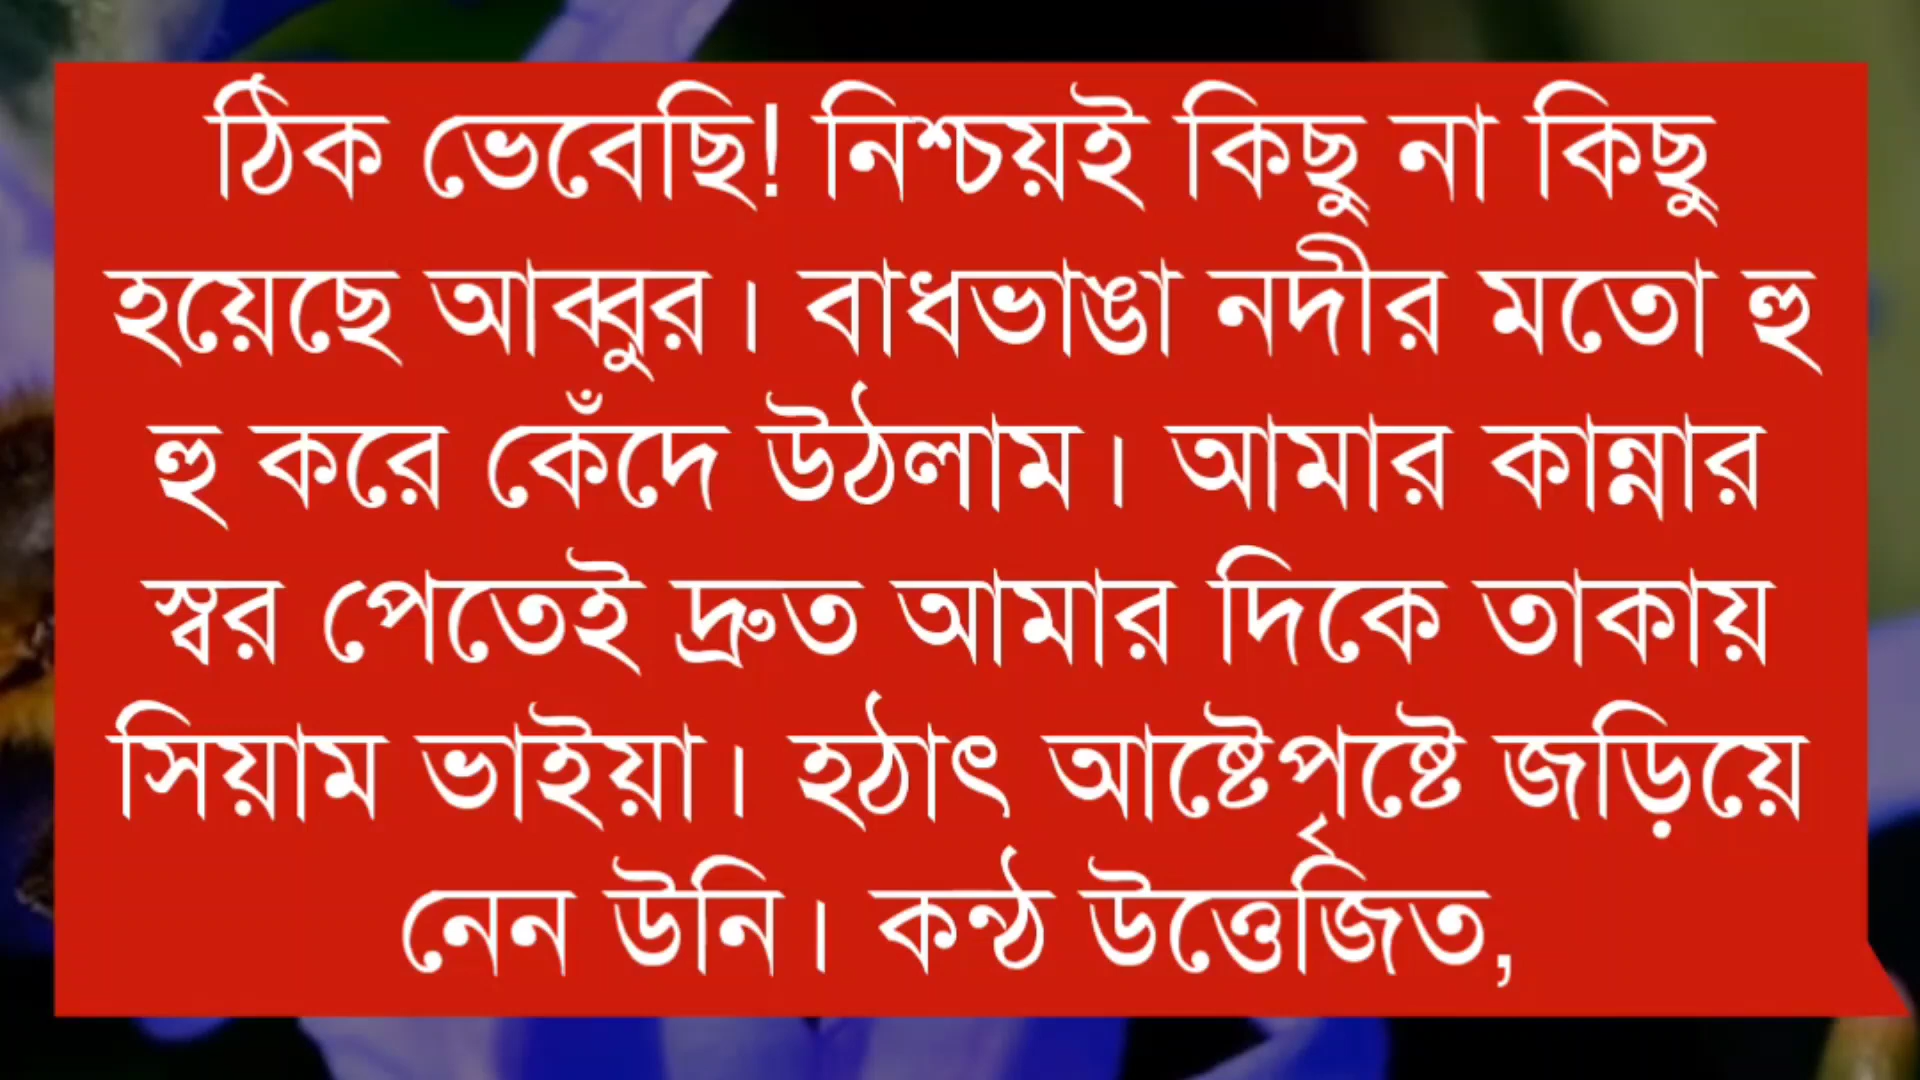 ঠিক ভেবেছি! নিশ্চয়ই কিছু না কিছু
হয়েছে আব্বুর। বাধভাঙা নদীর মতো হু
হু করে কেঁদে উঠলাম। আমার কান্নার
স্বর পেতেই দ্রুত আমার দিকে তাকায়
সিয়াম ভাইয়া। হঠাৎ আষ্টেপৃষ্টে জড়িয়ে
নেন উনি। কন্ঠ উত্তেজিত,